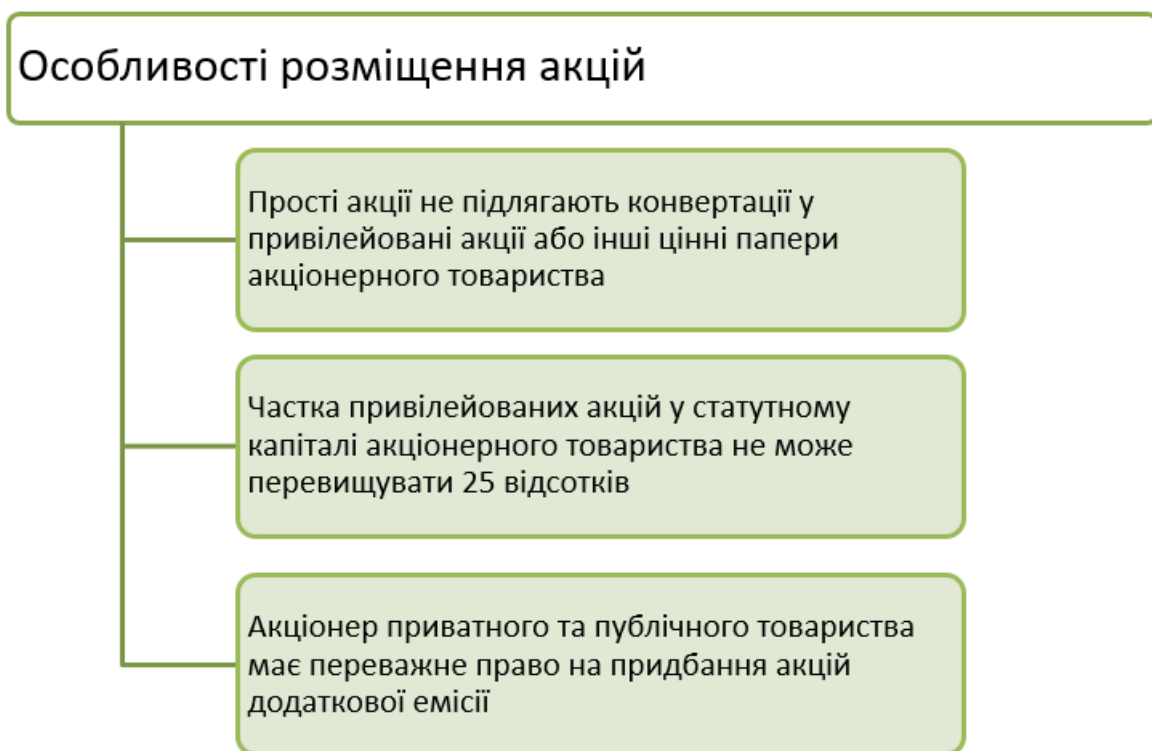 Особливості розміщення акцій
Прості акції не підлягають конвертації у
привілейовані акції або інші цінні папери
акціонерного товариства
Частка привілейованих акцій у статутному
капіталі акціонерного товариства не може
перевищувати 25 відсотків
Акціонер приватного та публічного товариства
має переважне право на придбання акцій
додаткової емісії